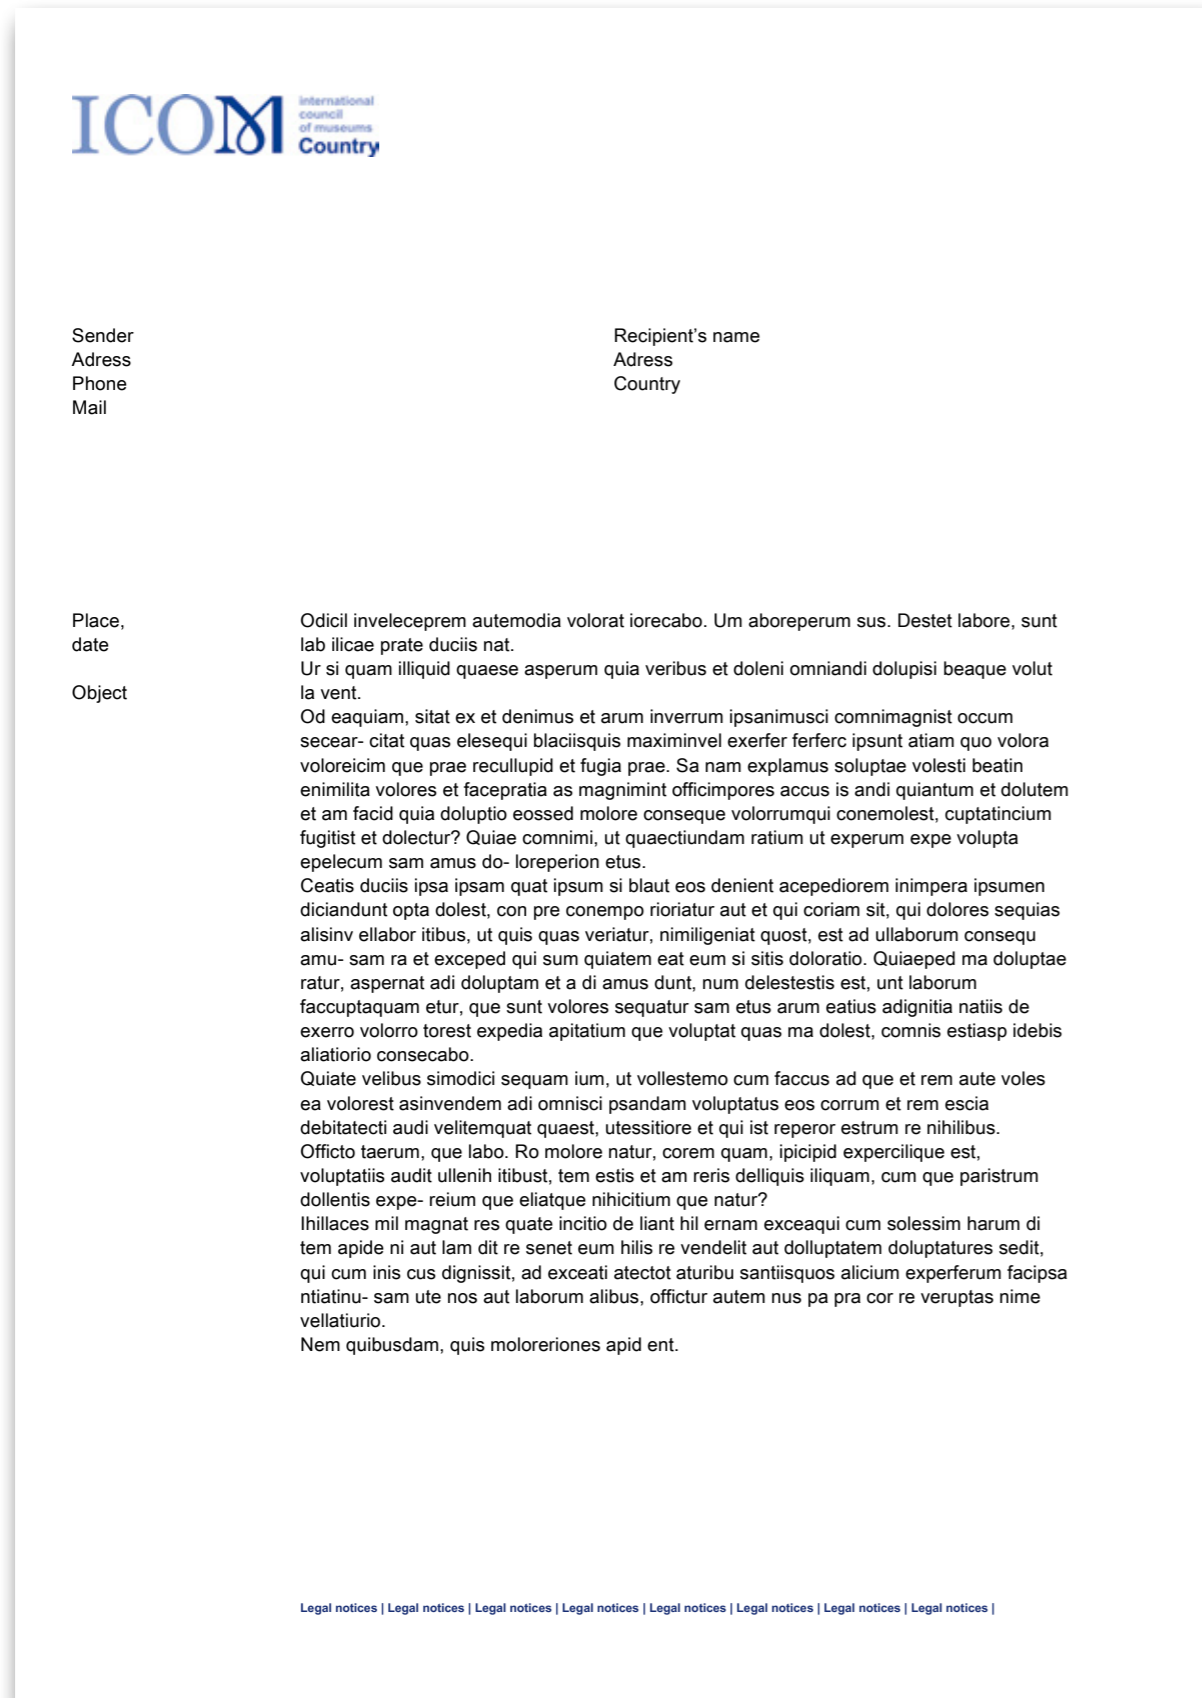 ICOM
international
council
of museums
Country
Sender
Adress
Phone
Mail
Recipient’s name
Adress
Country
Place,
date
Object
Odicil inveleceprem autemodia volorat iorecabo. Um aboreperum sus. Destet labore, sunt
lab ilicae prate duciis nat.
Ur si quam illiquid quaese asperum quia veribus et doleni omniandi dolupisi beaque volut
la vent.
Od eaquiam, sitat ex et denimus et arum inverrum ipsanimusci comnimagnist occum
secear- citat quas elesequi blaciisquis maximinvel exerfer ferferc ipsunt atiam quo volora
voloreicim que prae recullupid et fugia prae. Sa nam explamus soluptae volesti beatin
enimilita volores et facepratia as magnimint officimpores accus is andi quiantum et dolutem
et am facid quia doluptio eossed molore conseque volorrumqui conemolest, cuptatincium
fugitist et dolectur? Quiae comnimi, ut quaectiundam ratium ut experum expe volupta
epelecum sam amus do- loreperion etus.
Ceatis duciis ipsa ipsam quat ipsum si blaut eos denient acepediorem inimpera ipsumen
diciandunt opta dolest, con pre conempo rioriatur aut et qui coriam sit, qui dolores sequias
alisinv ellabor itibus, ut quis quas veriatur, nimiligeniat quost, est ad ullaborum consequ
amu- sam ra et exceped qui sum quiatem eat eum si sitis doloratio. Quiaeped ma doluptae
ratur, aspernat adi doluptam et a di amus dunt, num delestestis est, unt laborum
faccuptaquam etur, que sunt volores sequatur sam etus arum eatius adignitia natiis de
exerro volorro torest expedia apitatium que voluptat quas ma dolest, comnis estiasp idebis
aliatiorio consecabo.
Quiate velibus simodici sequam ium, ut vollestemo cum faccus ad que et rem aute voles
ea volorest asinvendem adi omnisci psandam voluptatus eos corrum et rem escia
debitatecti audi velitemquat quaest, utessitiore et qui ist reperor estrum re nihilibus.
Officto taerum, que labo. Ro molore natur, corem quam, ipicipid expercilique est,
voluptatiis audit ullenih itibust, tem estis et am reris delliquis iliquam, cum que paristrum
dollentis expe- reium que eliatque nihicitium que natur?
Ihillaces mil magnat res quate incitio de liant hil ernam exceaqui cum solessim harum di
tem apide ni aut lam dit re senet eum hilis re vendelit aut dolluptatem doluptatures sedit,
qui cum inis cus dignissit, ad exceati atectot aturibu santiisquos alicium experferum facipsa
ntiatinu- sam ute nos aut laborum alibus, offictur autem nus pa pra cor re veruptas nime
vellatiurio.
Nem quibusdam, quis moloreriones apid ent.
Legal notices | Legal notices | Legal notices | Legal notices | Legal notices | Legal notices | Legal notices | Legal notices |